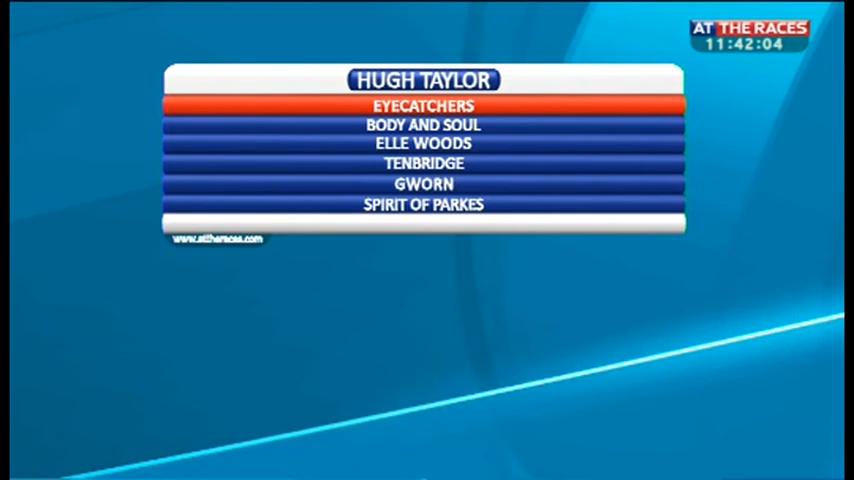 AT THE RACES
11:42:04
HUGH TAYLOR
EYECATCHERS
BODY AND SOUL
ELLE WOODS
TENBRIDGE
GWORN
SPIRIT OF PARKES
www.attheraces.com